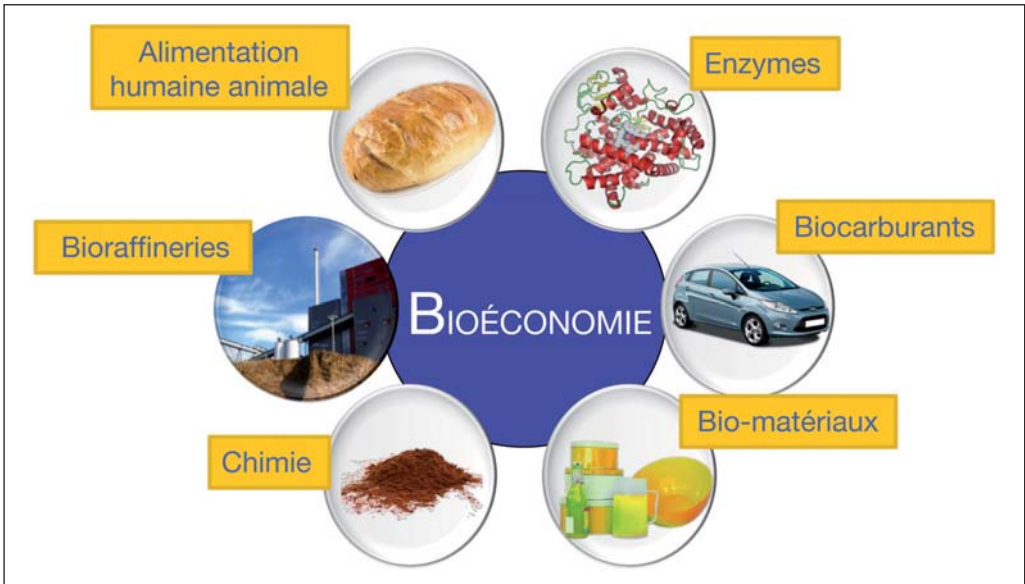 Alimentation
humaine animale
Enzymes
Bioraffineries
Biocarburants
BIOÉCONOMIE
Chimie
Bio-matériaux